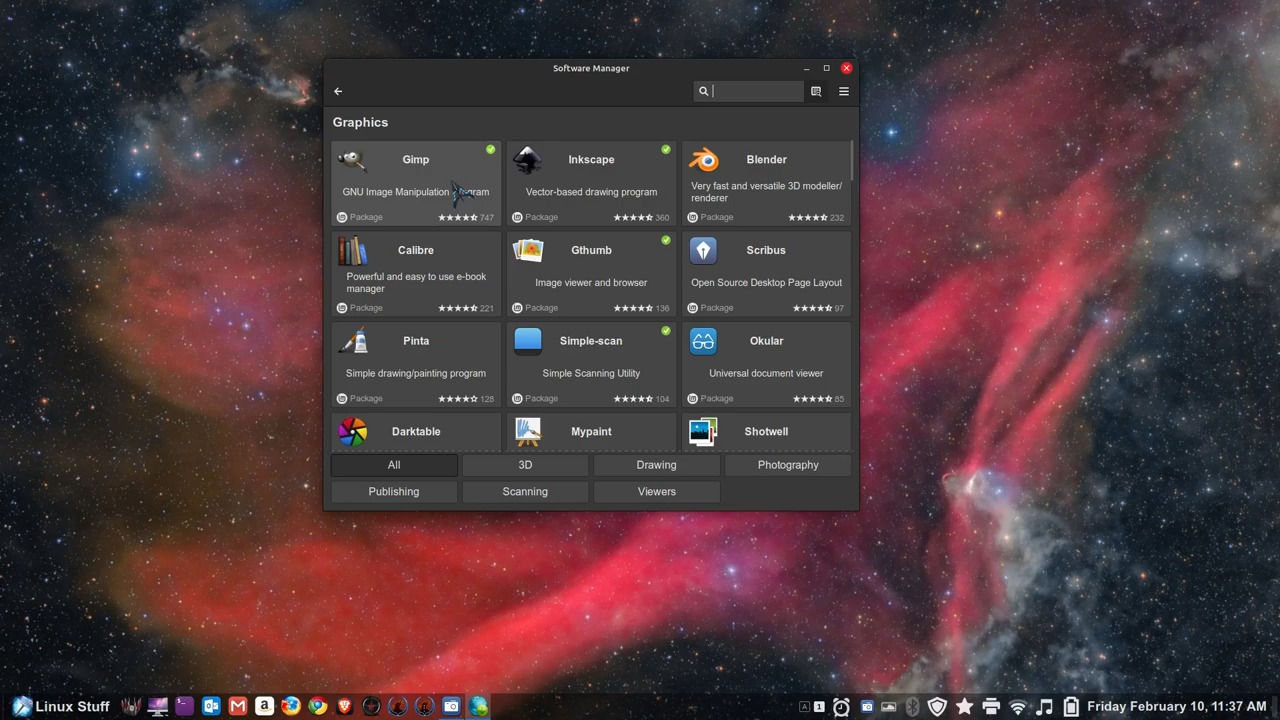 Software Manager
Graphics
Gimp
GNU Image Manipulation
Package 747
Inkscape
Vector-based drawing program
Package 360
Blender
Very fast and versatile 3D modeller/
renderer
Package 232
Calibre
Powerful and easy to use e-book
manager
Package 221
Gthumb
Image viewer and browser
Package 136
Scribus
Open Source Desktop Page Layout
Package 97
Pinta
Simple drawing/painting program
Package 128
Simple-scan
Simple Scanning Utility
Package 104
Okular
Universal document viewer
Package 85
Darktable
Mypaint
Shotwell
All
3D
Drawing
Photography
Publishing
Scanning
Viewers
Linux Stuff
A 1
Friday February 10, 11:37 AM